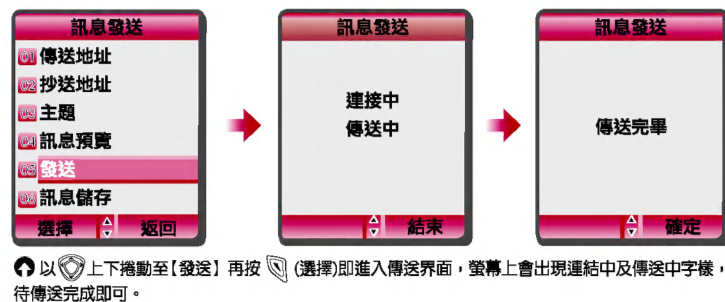 訊息發送
01 傳送地址
02 抄送地址
03 主題
04 訊息預覽
05 發送
06 訊息儲存
選擇 返回
訊息發送
連接中
傳送中
結束
訊息發送
傳送完畢
確定
以 上下捲動至【發送】再按 (選擇)即進入傳送界面,螢幕上會出現連結中及傳送中字樣,
待傳送完成即可。